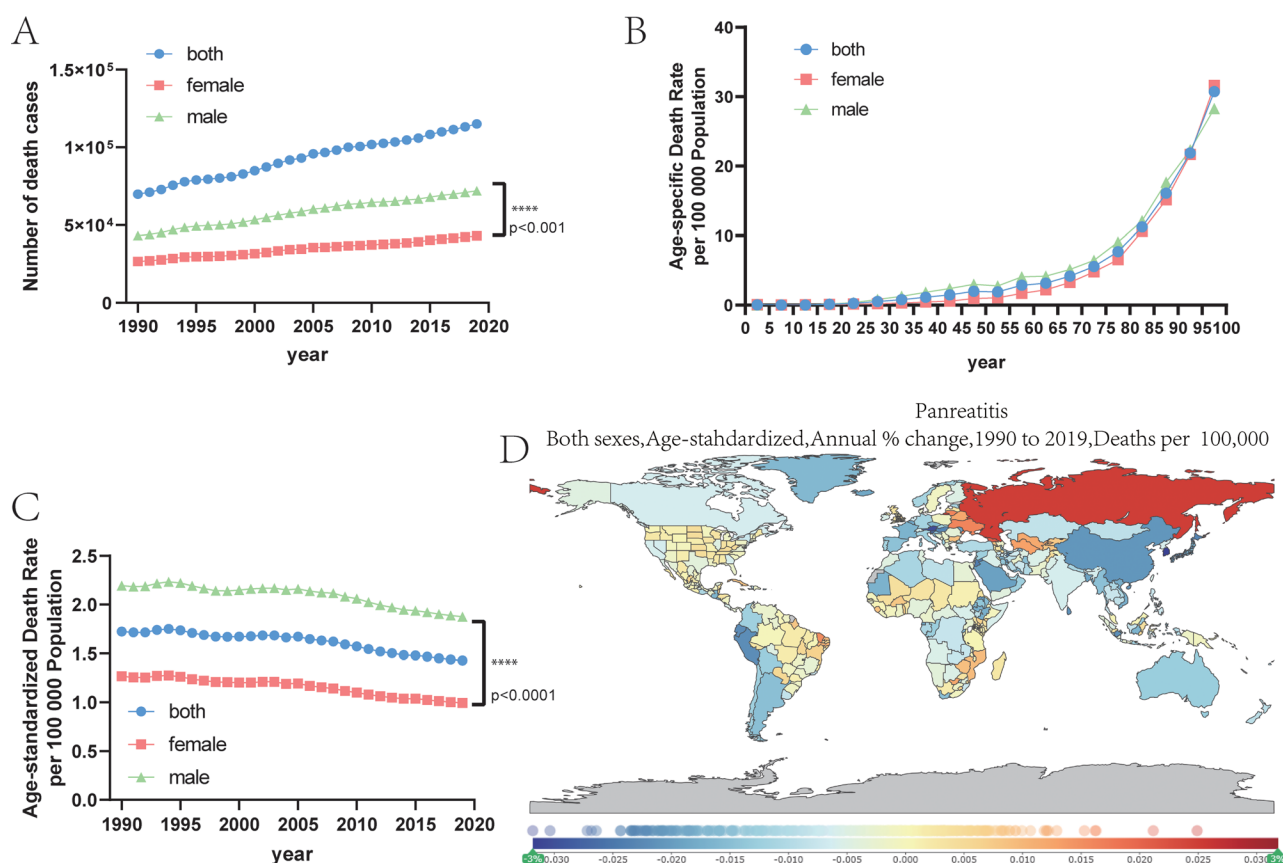 A
both
female
male
1.5×10⁵
1×10⁵
5×10⁴
0
Number of death cases
****
p<0.001
1990 1995 2000 2005 2010 2015 2020
year
B
both
female
male
40
30
20
10
0
Age-specific Death Rate
per 100 000 Population
0 5 10 15 20 25 30 35 40 45 50 55 60 65 70 75 80 85 90 95 100
year
C
2.5
2.0
1.5
1.0
0.5
0.0
Age-standardized Death Rate
per 100 000 Population
****
p<0.0001
both
female
male
1990 1995 2000 2005 2010 2015 2020
year
D
Panreatitis
Both sexes,Age-stahdardized,Annual % change,1990 to 2019,Deaths per 100,000
-3% 0.030 -0.025 -0.020 -0.015 -0.010 -0.005 0.000 0.005 0.010 0.015 0.020 0.025 0.030